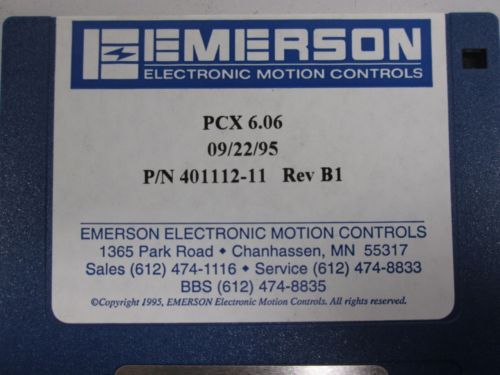 EMERSON
ELECTRONIC MOTION CONTROLS
PCX 6.06
09/22/95
P/N 401112-11 Rev B1
EMERSON ELECTRONIC MOTION CONTROLS
1365 Park Road • Chanhassen, MN 55317
Sales (612) 474-1116 • Service (612) 474-8833
BBS (612) 474-8835
©Copyright 1995, EMERSON Electronic Motion Controls. All rights reserved.